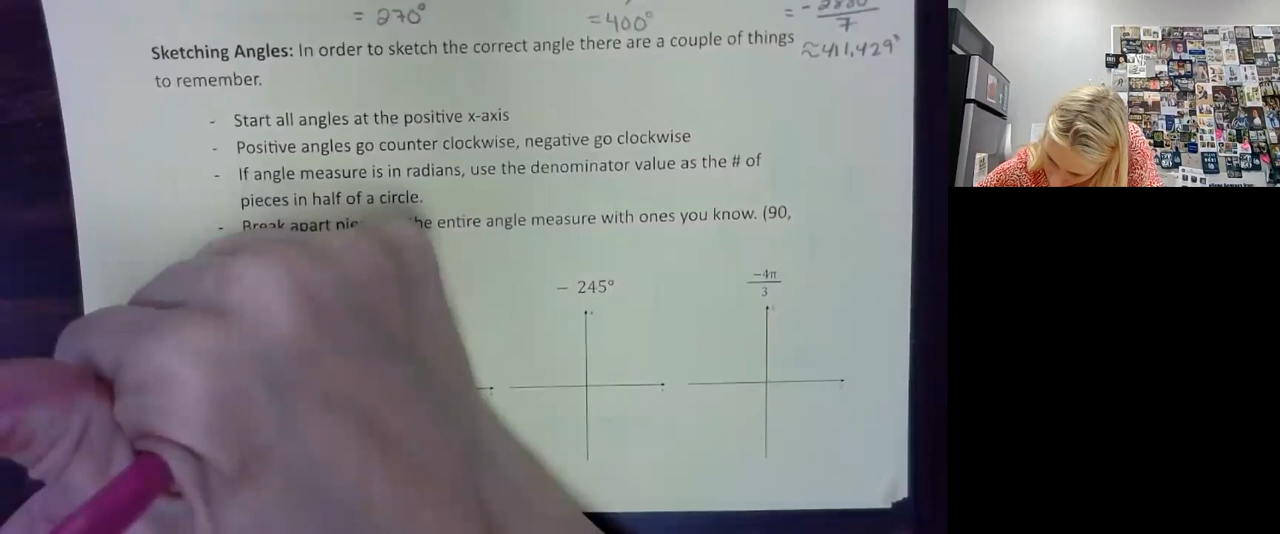 = 270°
= 400°
= - 2880 / 7
≈ 411,429°
Sketching Angles: In order to sketch the correct angle there are a couple of things
to remember.
- Start all angles at the positive x-axis
- Positive angles go counter clockwise, negative go clockwise
- If angle measure is in radians, use the denominator value as the # of
pieces in half of a circle.
- Break apart he entire angle measure with ones you know. (90,
- 245°
-4π / 3